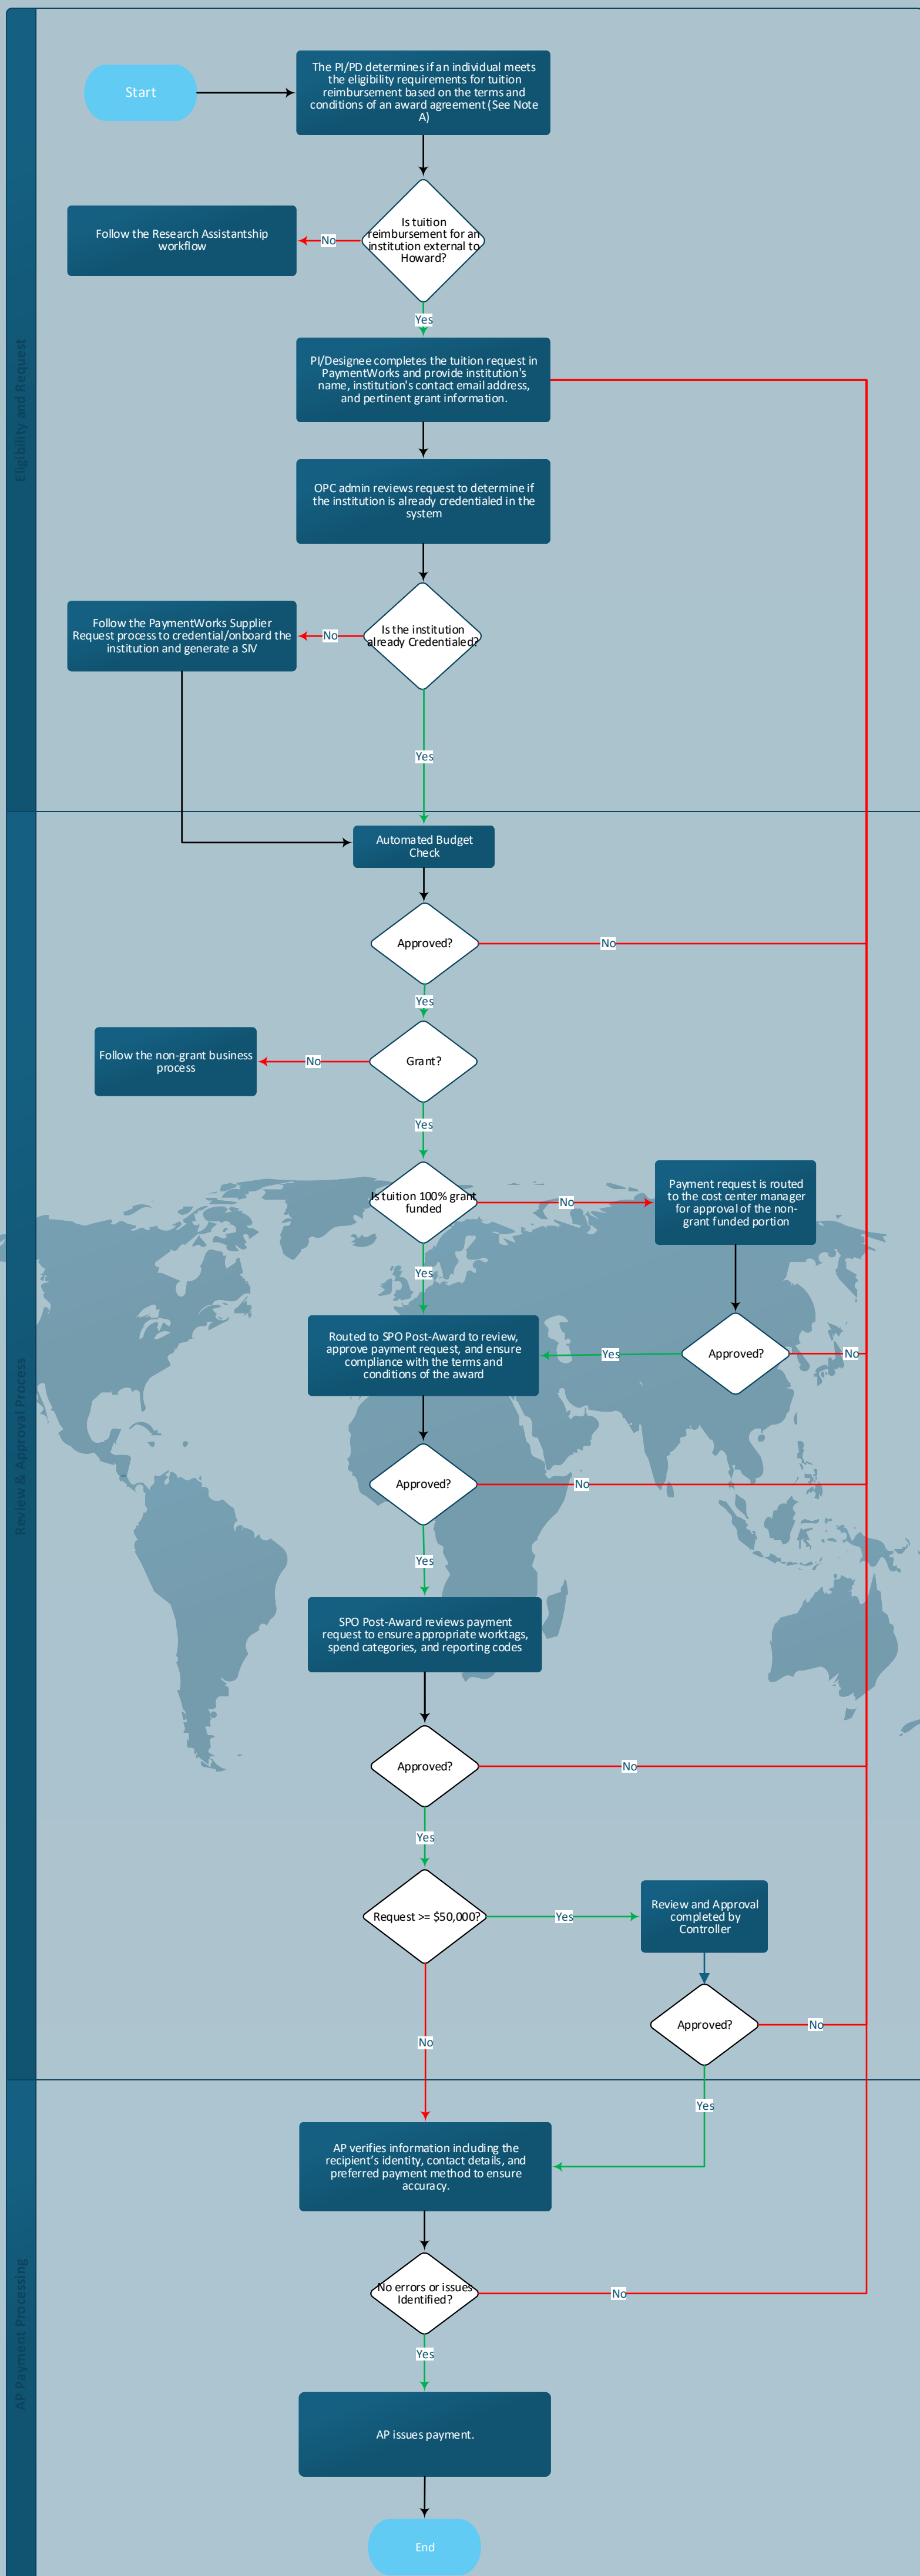 Eligibility and Request
Start
The PI/PD determines if an individual meets
the eligibility requirements for tuition
reimbursement based on the terms and
conditions of an award agreement (See Note
A)
Is tuition
reimbursement for an
institution external to
Howard?
No
Follow the Research Assistantship
workflow
Yes
PI/Designee completes the tuition request in
PaymentWorks and provide institution's
name, institution's contact email address,
and pertinent grant information.
OPC admin reviews request to determine if
the institution is already credentialed in the
system
Is the institution
already Credentialed?
No
Follow the PaymentWorks Supplier
Request process to credential/onboard the
institution and generate a SIV
Yes
Review & Approval Process
Automated Budget
Check
Approved?
No
Yes
Grant?
No
Follow the non-grant business
process
Yes
Is tuition 100% grant
funded
No
Payment request is routed
to the cost center manager
for approval of the non-
grant funded portion
Yes
Routed to SPO Post-Award to review,
approve payment request, and ensure
compliance with the terms and
conditions of the award
Yes
Approved?
No
Approved?
No
Yes
SPO Post-Award reviews payment
request to ensure appropriate worktags,
spend categories, and reporting codes
Approved?
No
Yes
Request >= $50,000?
Yes
Review and Approval
completed by
Controller
Approved?
No
No
Yes
AP Payment Processing
AP verifies information including the
recipient's identity, contact details, and
preferred payment method to ensure
accuracy.
No errors or issues
Identified?
No
Yes
AP issues payment.
End